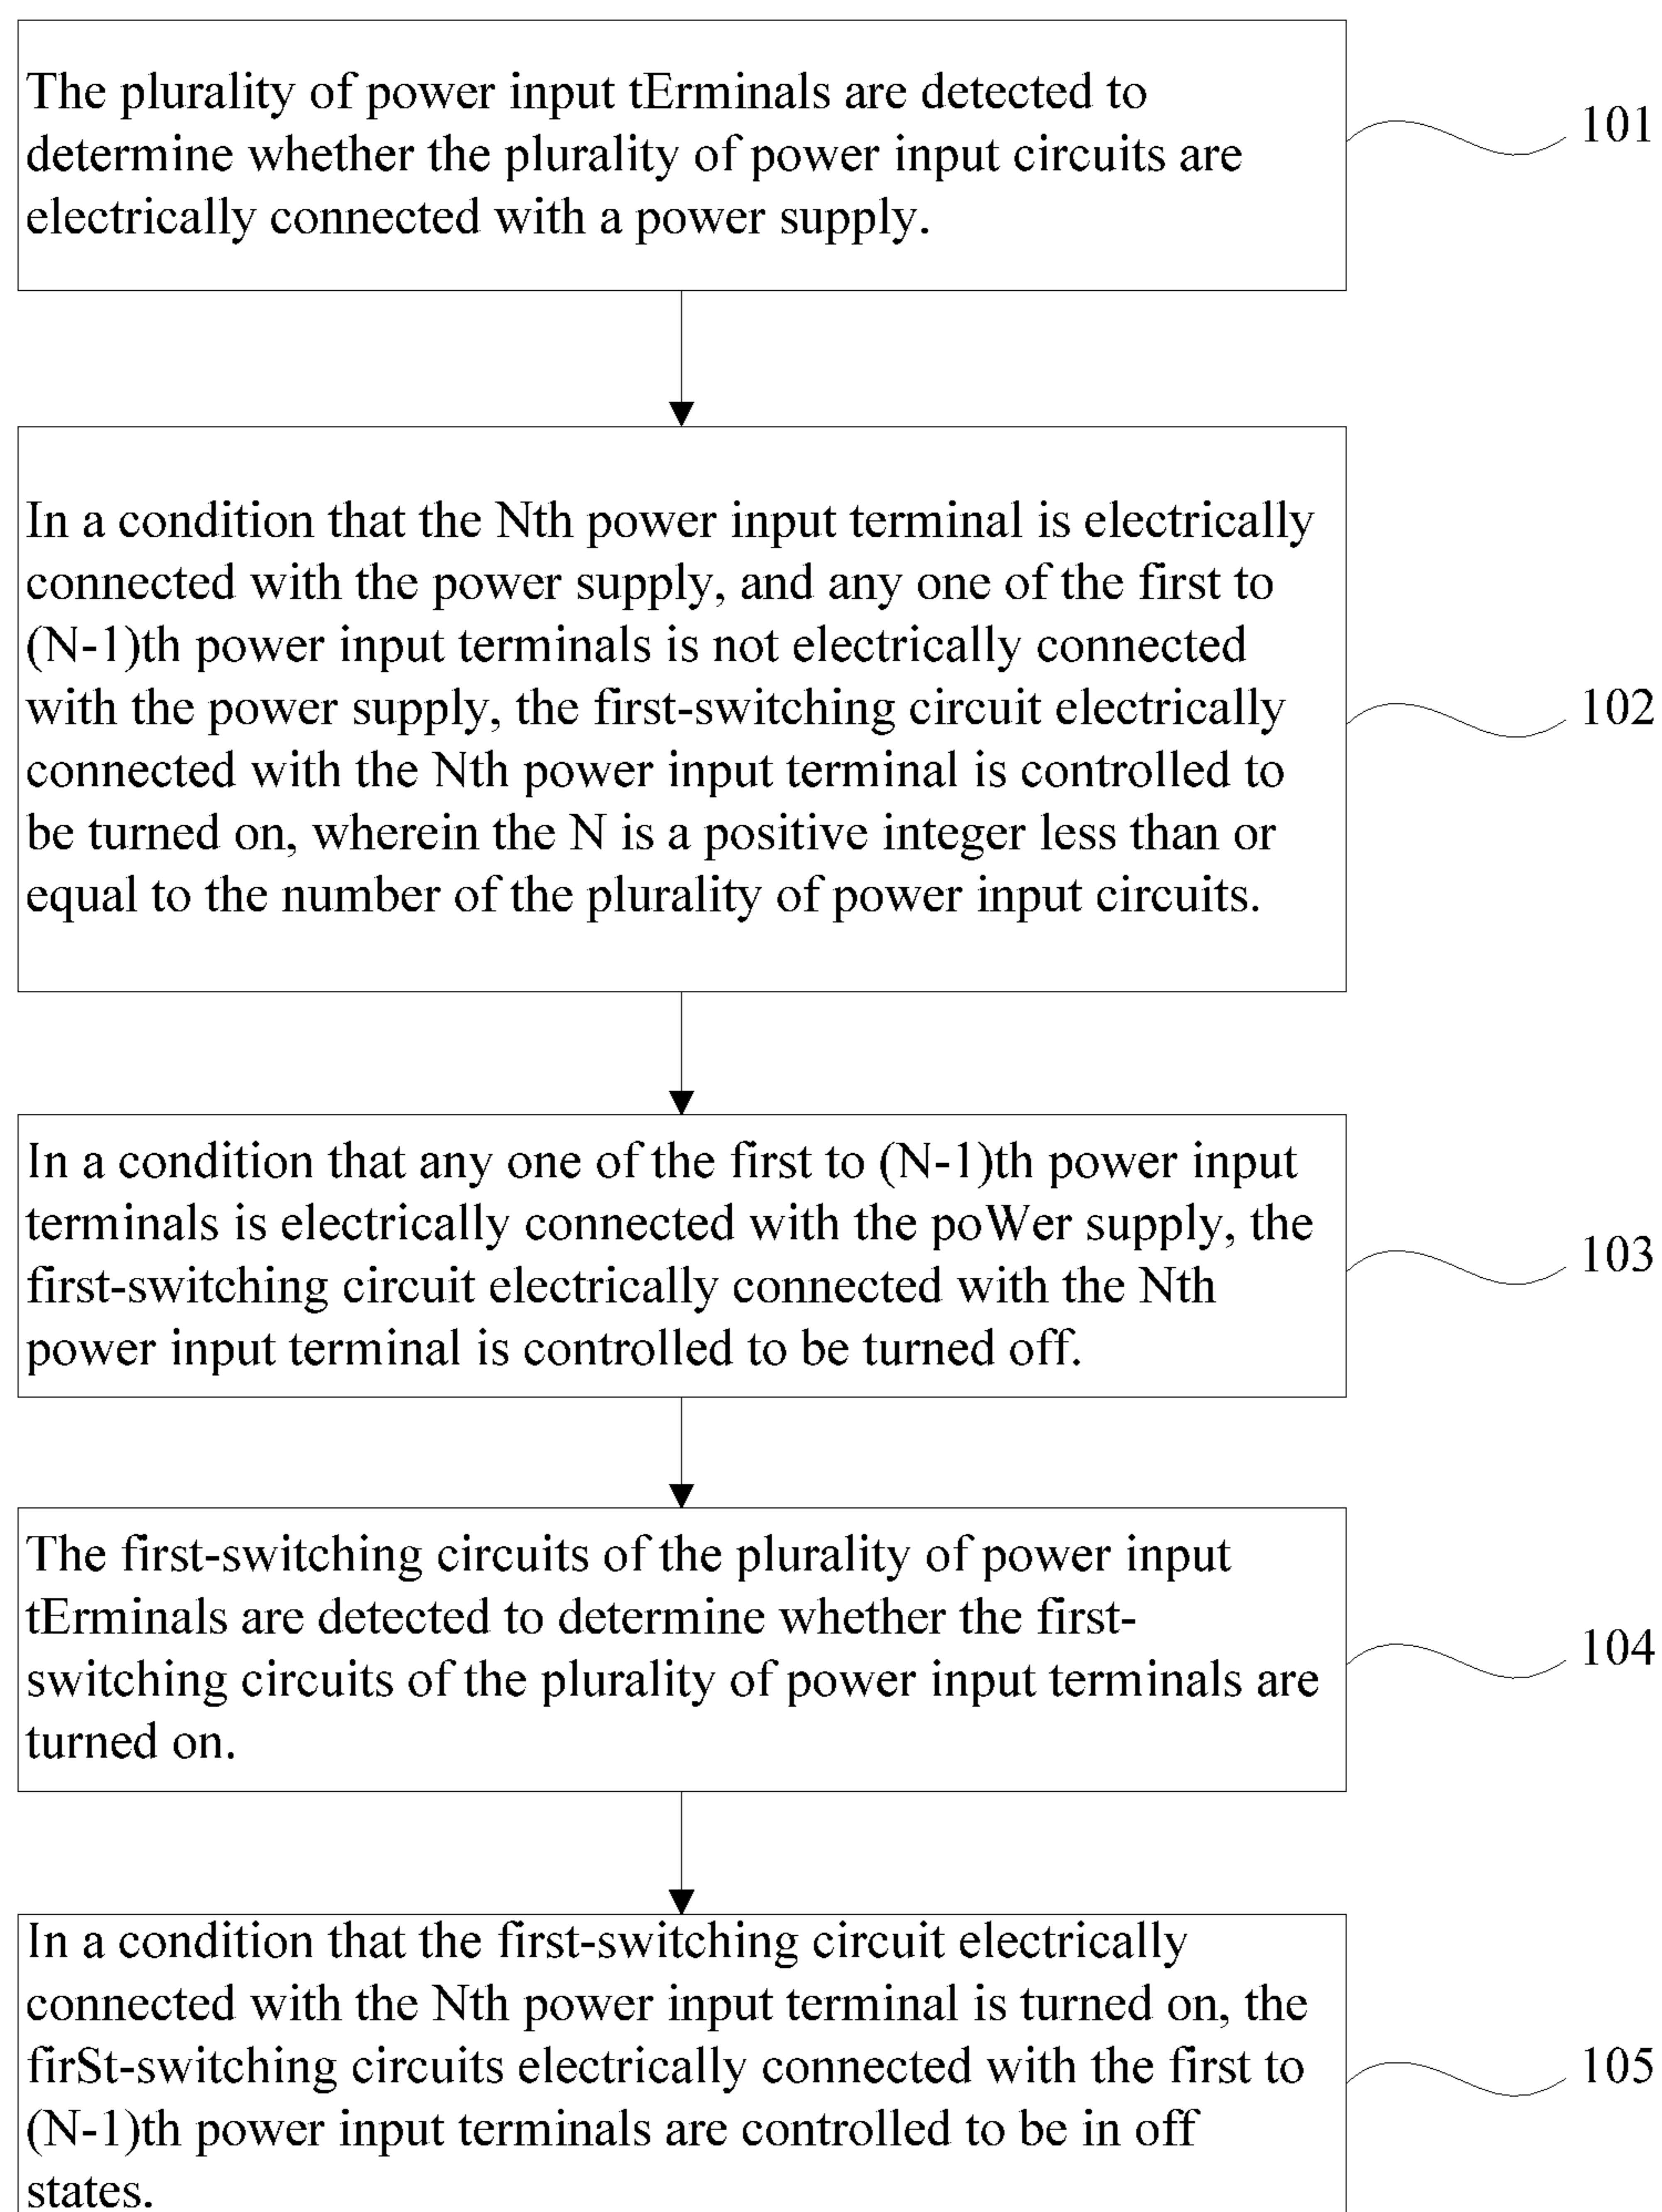 The plurality of power input tErminals are detected to
determine whether the plurality of power input circuits are
electrically connected with a power supply.
101
In a condition that the Nth power input terminal is electrically
connected with the power supply, and any one of the first to
(N-1)th power input terminals is not electrically connected
with the power supply, the first-switching circuit electrically
connected with the Nth power input terminal is controlled to
be turned on, wherein the N is a positive integer less than or
equal to the number of the plurality of power input circuits.
102
In a condition that any one of the first to (N-1)th power input
terminals is electrically connected with the poWer supply, the
first-switching circuit electrically connected with the Nth
power input terminal is controlled to be turned off.
103
The first-switching circuits of the plurality of power input
tErminals are detected to determine whether the first-
switching circuits of the plurality of power input terminals are
turned on.
104
In a condition that the first-switching circuit electrically
connected with the Nth power input terminal is turned on, the
firSt-switching circuits electrically connected with the first to
(N-1)th power input terminals are controlled to be in off
states.
105